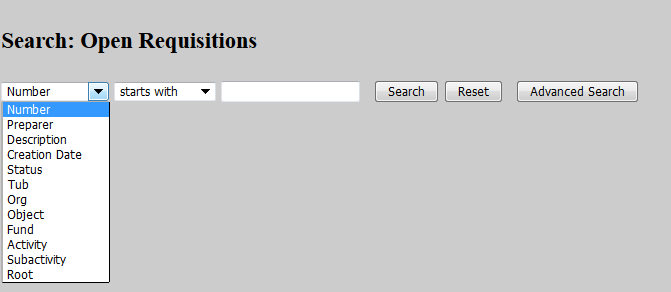 Search: Open Requisitions
Number starts with Search Reset Advanced Search
Number
Preparer
Description
Creation Date
Status
Tub
Org
Object
Fund
Activity
Subactivity
Root